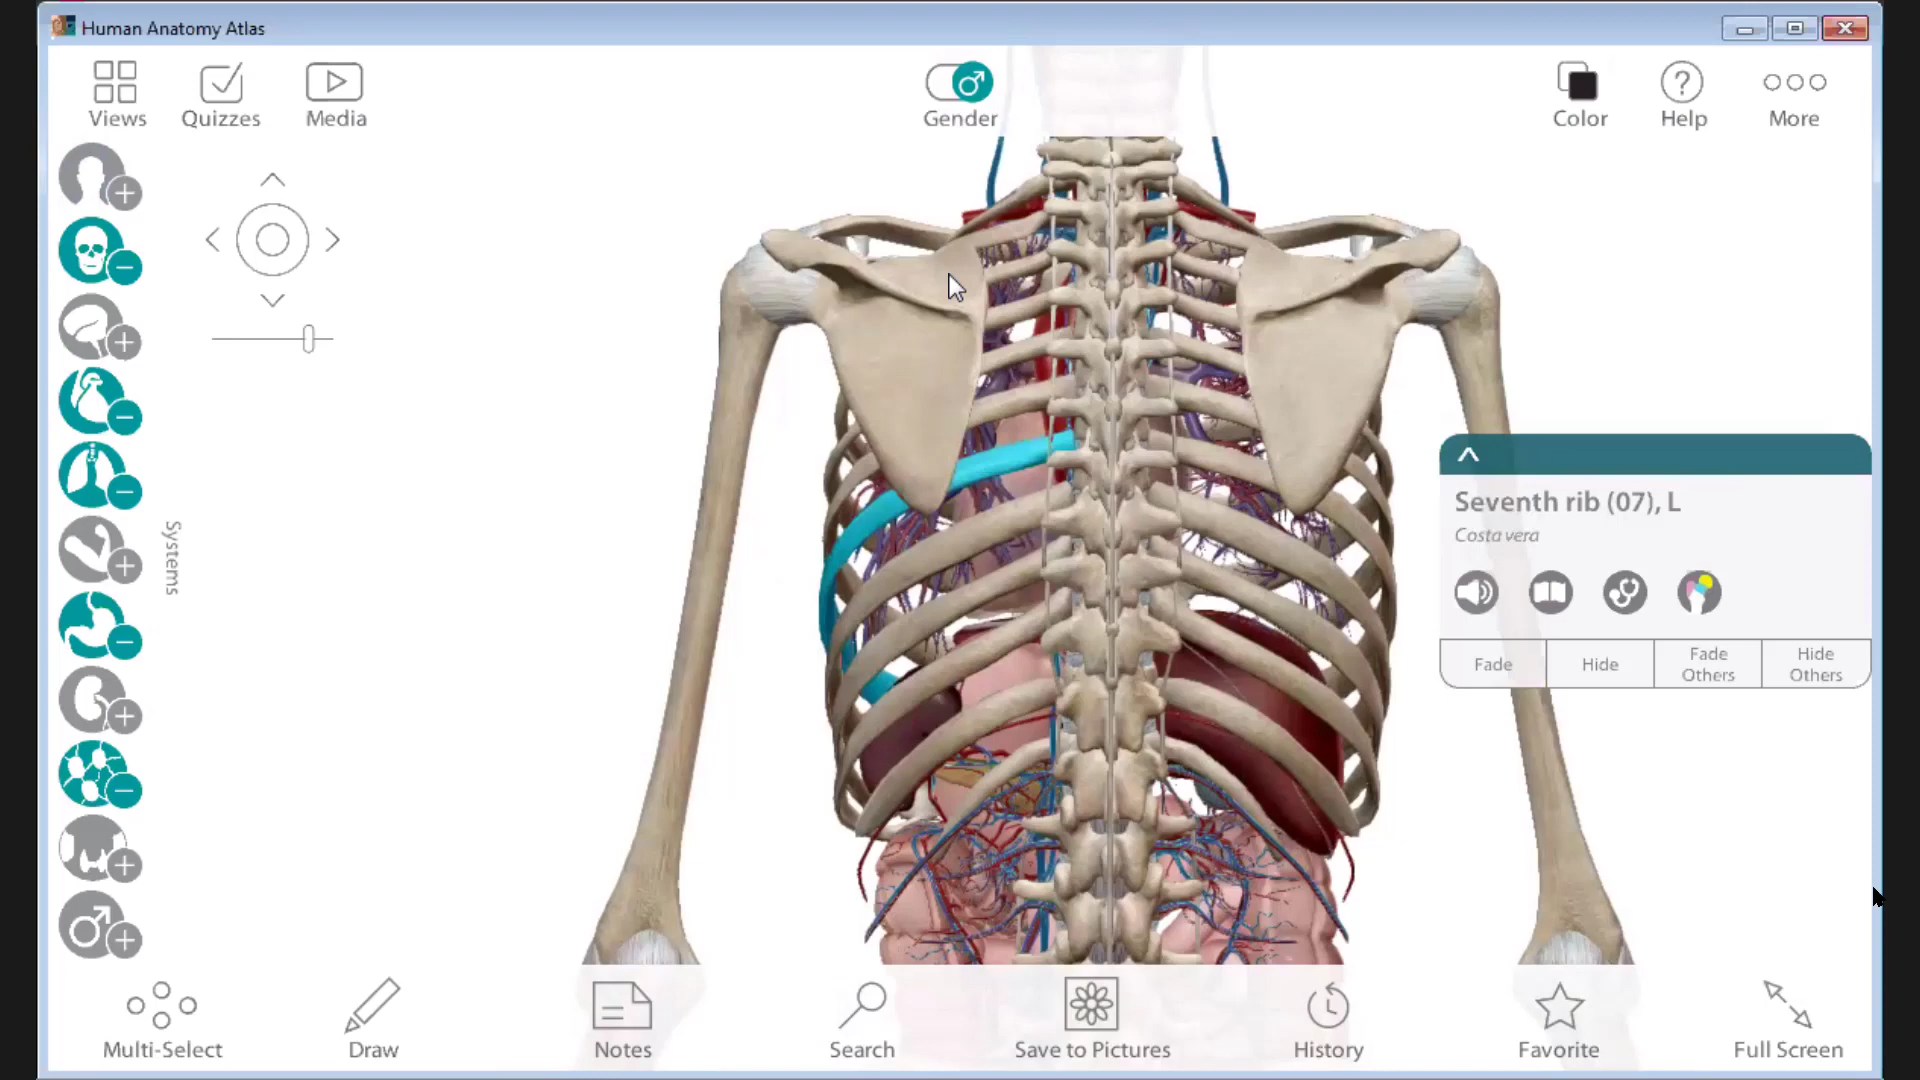 Human Anatomy Atlas
Views
Quizzes
Media
Gender
Color
Help
More
Systems
Seventh rib (07), L
Costa vera
Fade
Hide
Fade
Others
Hide
Others
Multi-Select
Draw
Notes
Search
Save to Pictures
History
Favorite
Full Screen